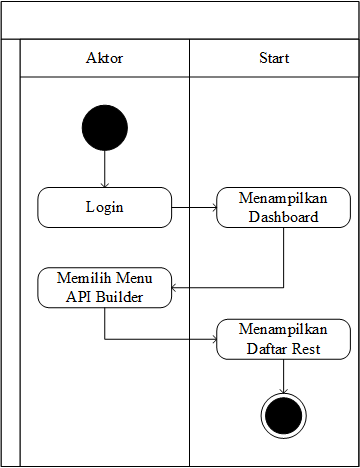 Aktor
Start
Login
Menampilkan
Dashboard
Memilih Menu
API Builder
Menampilkan
Daftar Rest